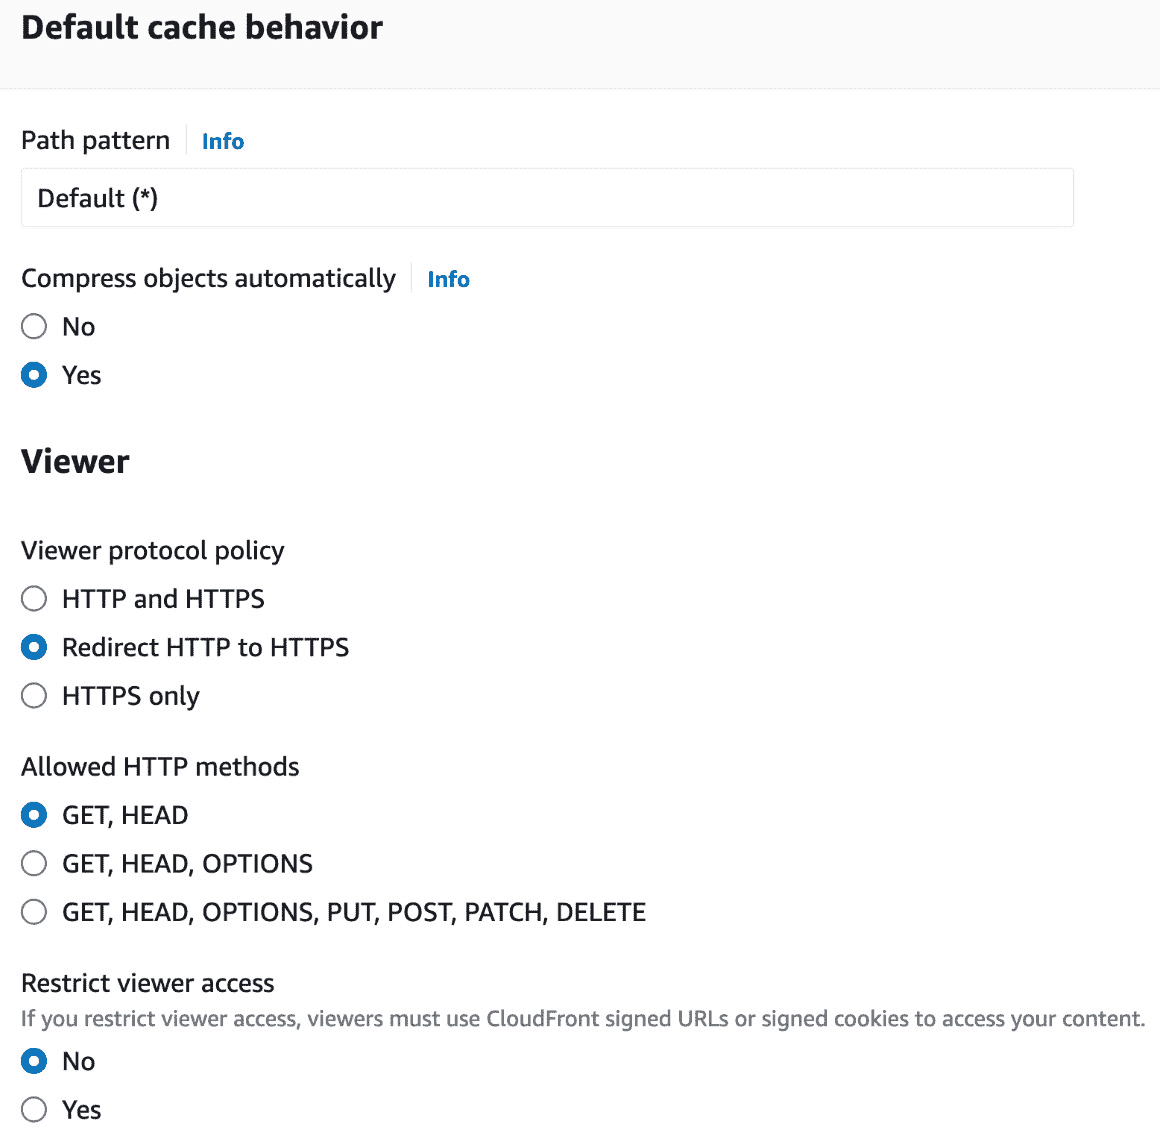 Default cache behavior
Path pattern Info
Default (*)
Compress objects automatically Info
No
Yes
Viewer
Viewer protocol policy
HTTP and HTTPS
Redirect HTTP to HTTPS
HTTPS only
Allowed HTTP methods
GET, HEAD
GET, HEAD, OPTIONS
GET, HEAD, OPTIONS, PUT, POST, PATCH, DELETE
Restrict viewer access
If you restrict viewer access, viewers must use CloudFront signed URLs or signed cookies to access your content.
No
Yes